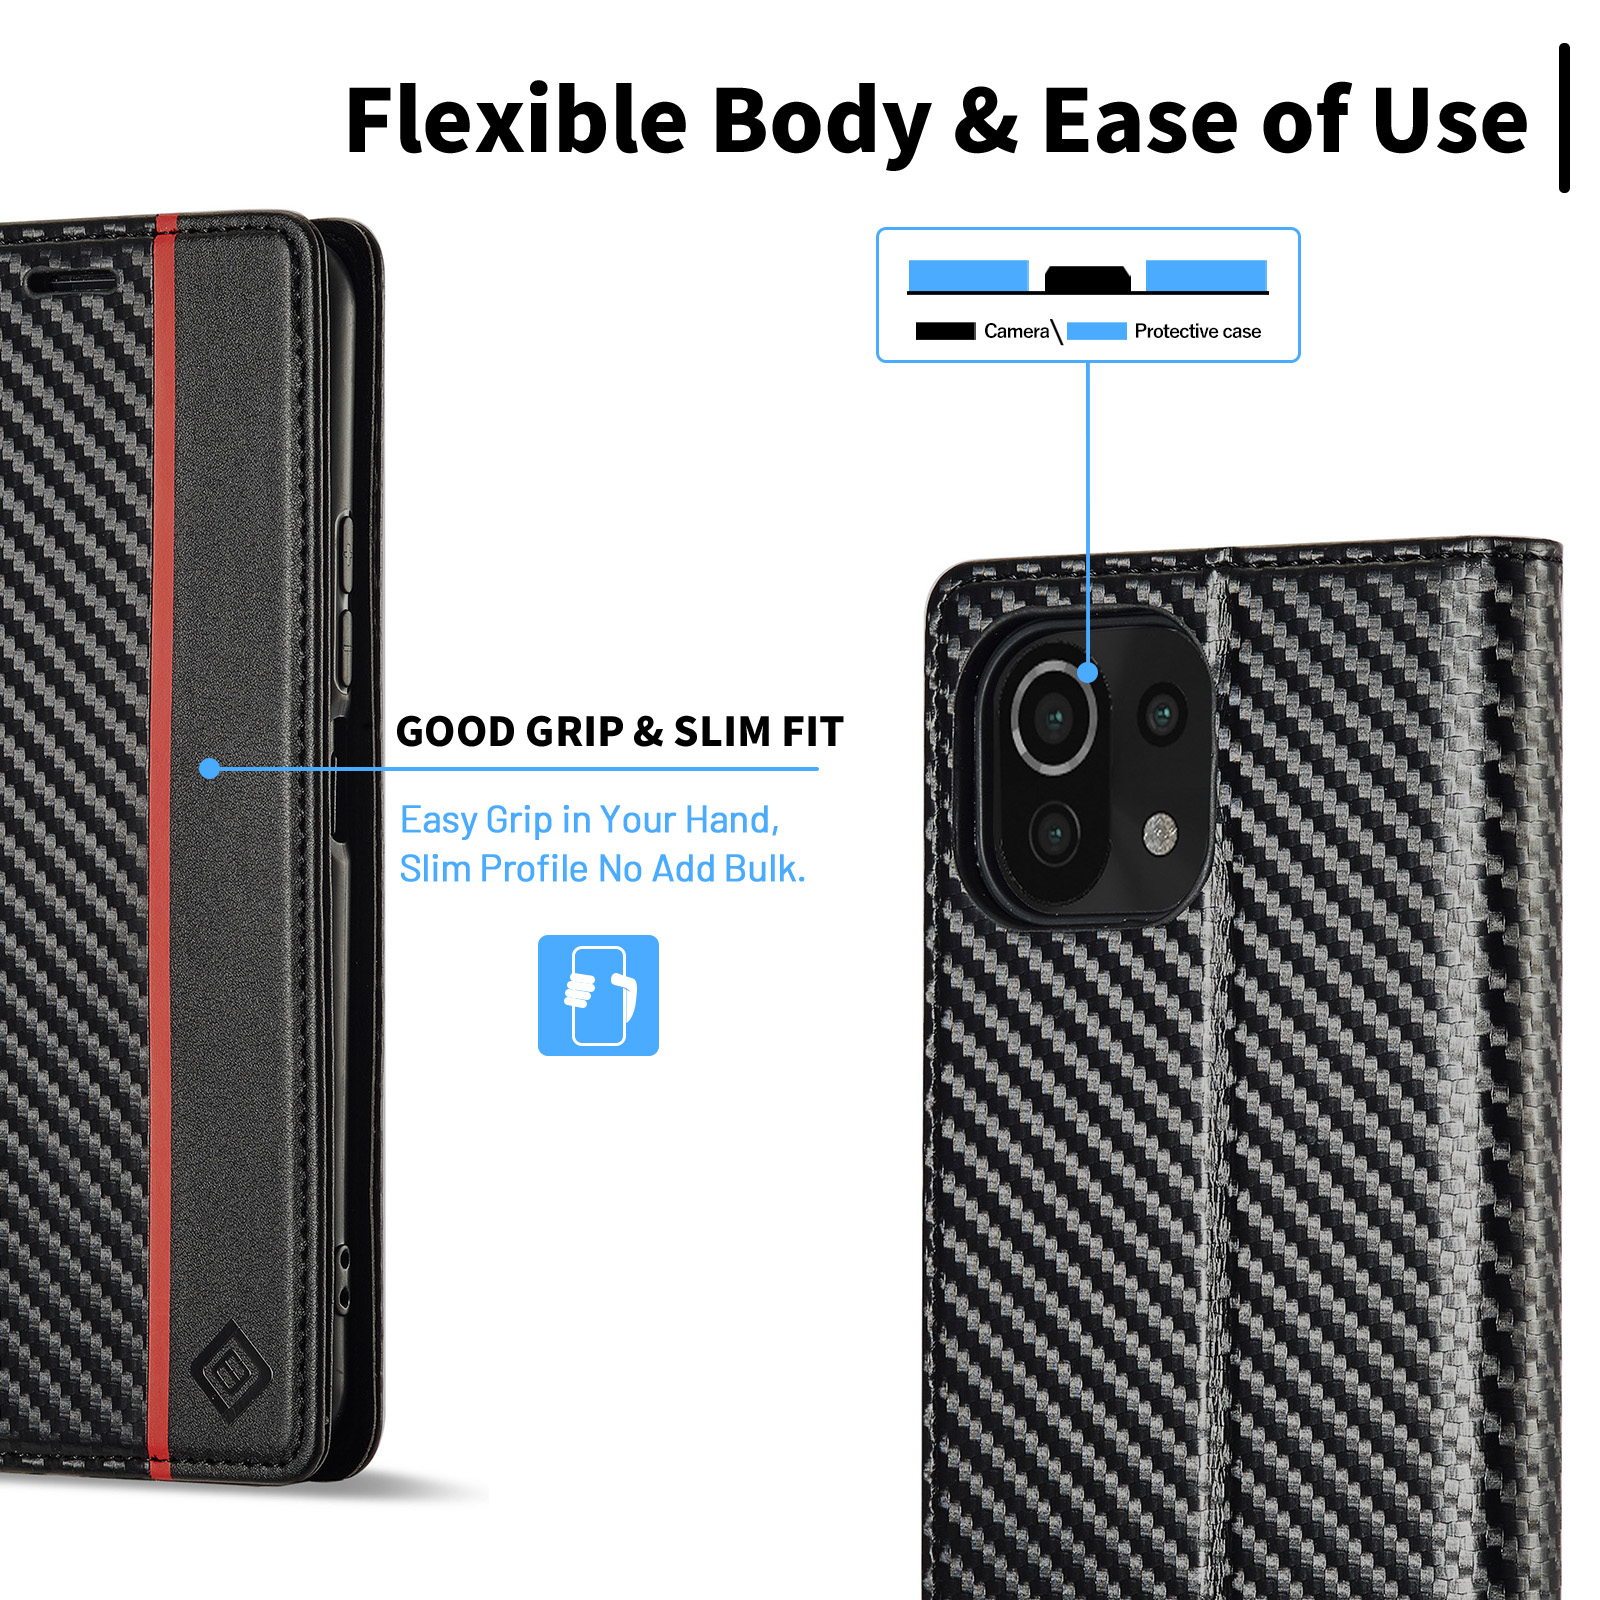 Flexible Body & Ease of Use
Camera\ Protective case
GOOD GRIP & SLIM FIT
Easy Grip in Your Hand,
Slim Profile No Add Bulk.